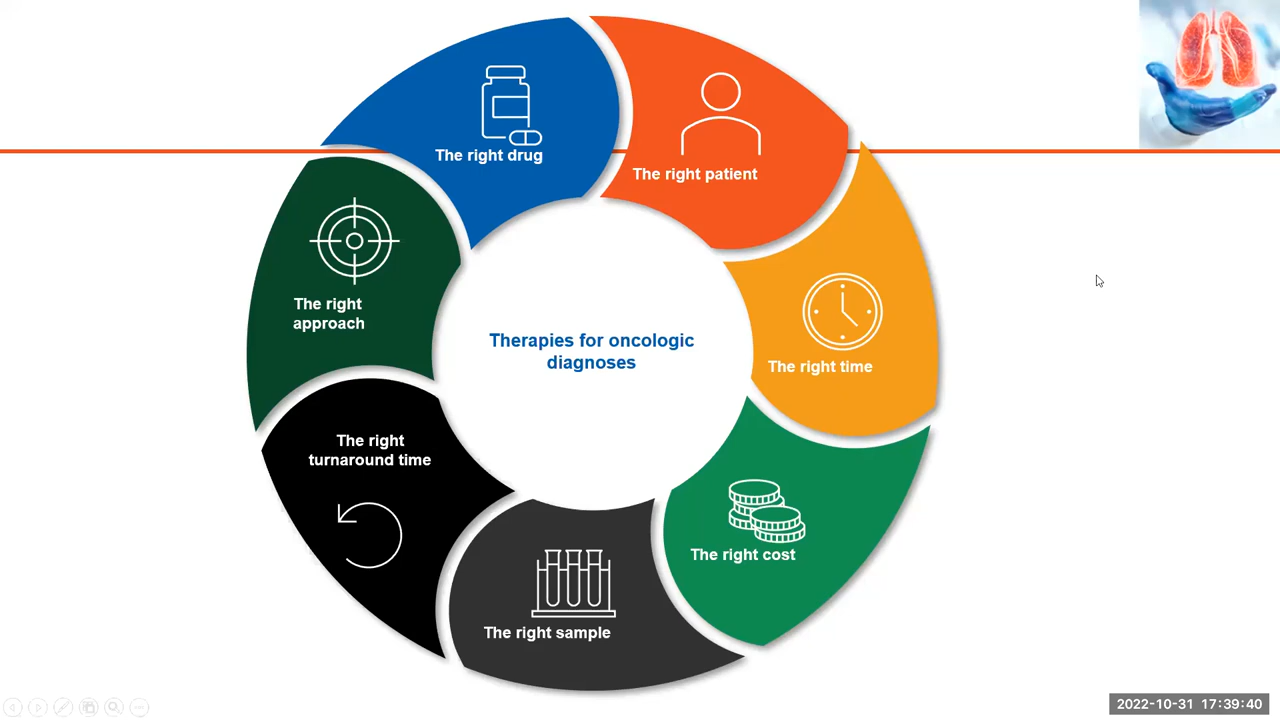 The right drug
The right patient
The right
approach
Therapies for oncologic
diagnoses
The right time
The right
turnaround time
The right cost
The right sample
2022-10-31 17:39:40